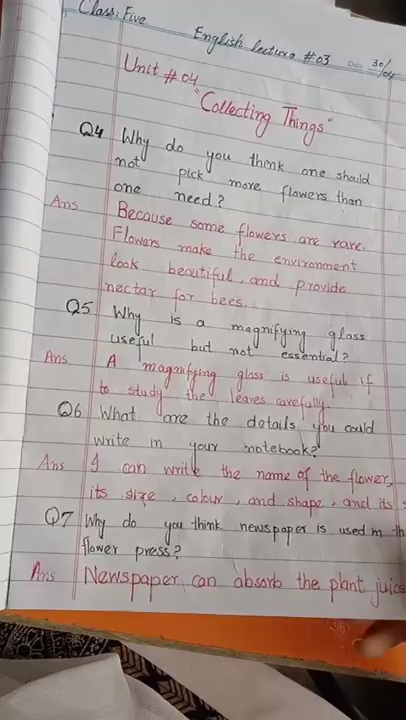 Class: Five
English lecture #03
Date 30/04
Unit # 04
"Collecting Things"
Q4 Why do you think one should
not pick more flowers than
one need?
Ans Because some flowers are rare.
Flowers make the environment
look beautiful, and provide
nectar for bees.
Q5 Why is a magnifying glass
useful but not essential?
Ans A magnifying glass is useful if
to study the leaves carefully
Q6 What are the details you could
write in your notebook?
Ans I can write the name of the flower,
its size, colour, and shape, and its
Q7 Why do you think newspaper is used in th
flower press?
Ans Newspaper can absorb the plant juice